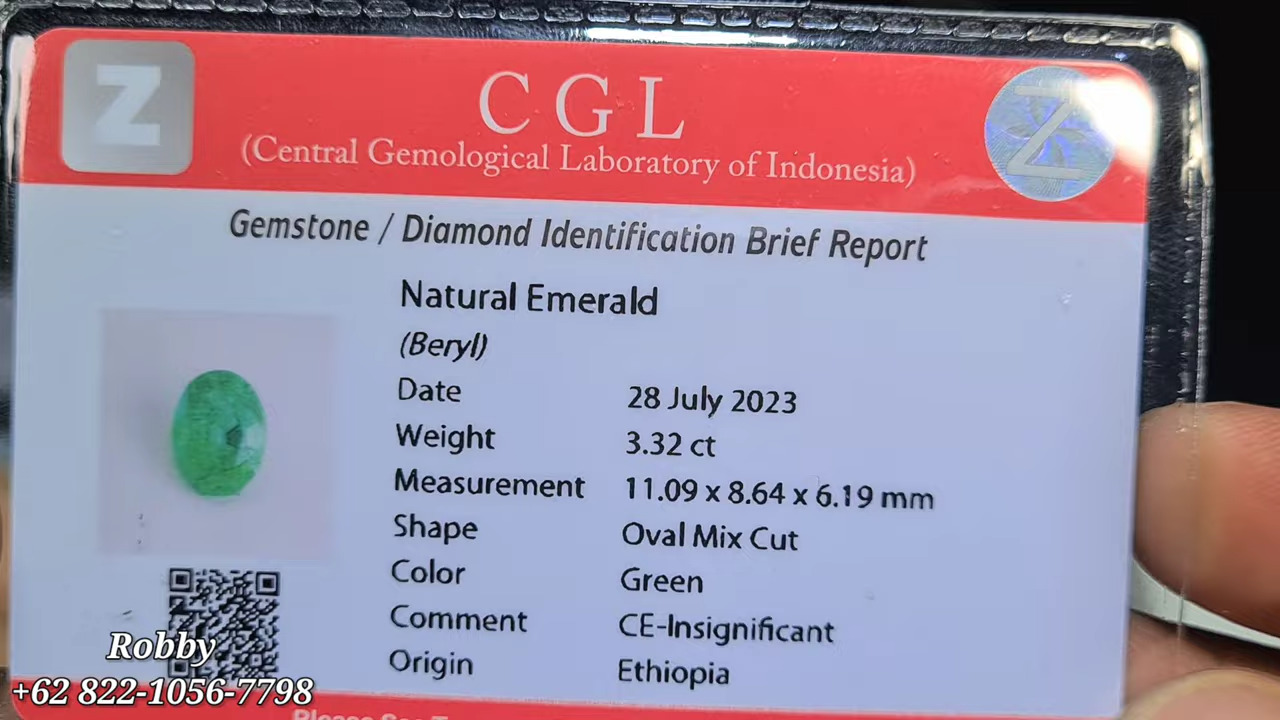 Z
C G L
Z
(Central Gemological Laboratory of Indonesia)
Gemstone / Diamond Identification Brief Report
Natural Emerald
(Beryl)
Date 28 July 2023
Weight 3.32 ct
Measurement 11.09 x 8.64 x 6.19 mm
Shape Oval Mix Cut
Color Green
Comment CE-Insignificant
Origin Ethiopia
Robby
+62 822-1056-7798
Please See